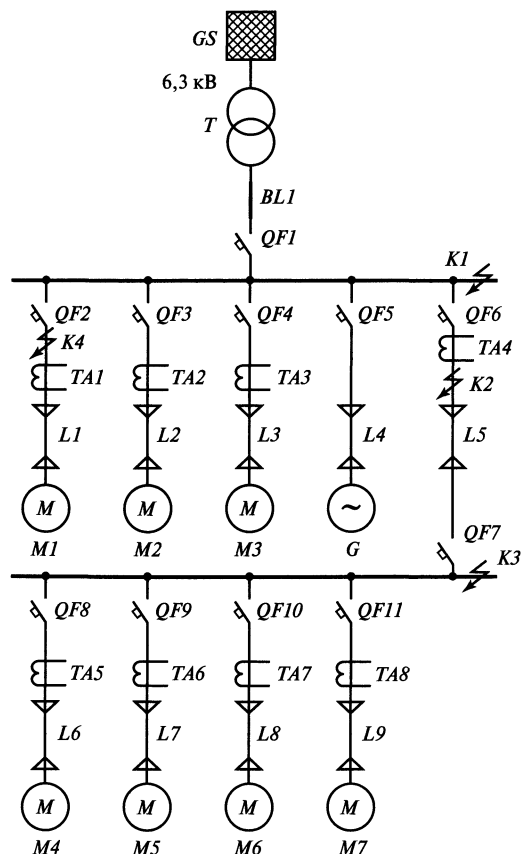 GS
6,3 кВ
T
BL1
QF1
K1
QF2 QF3 QF4 QF5 QF6
K4 TA4
TA1 TA2 TA3 K2
L1 L2 L3 L4 L5
M M M ~
M1 M2 M3 G QF7
K3
QF8 QF9 QF10 QF11
TA5 TA6 TA7 TA8
L6 L7 L8 L9
M M M M
M4 M5 M6 M7